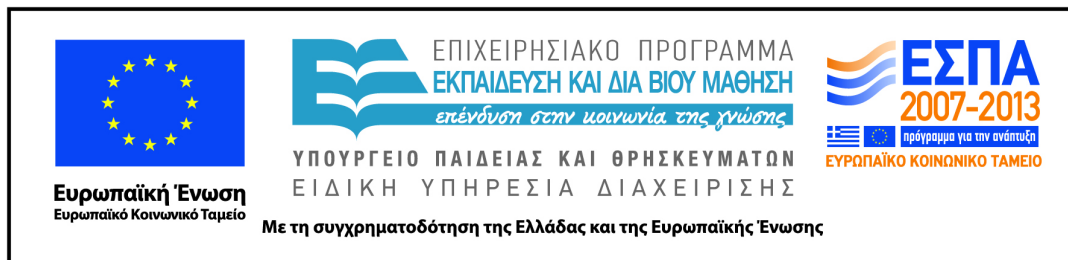 Ευρωπαϊκή Ένωση
Ευρωπαϊκό Κοινωνικό Ταμείο
ΕΠΙΧΕΙΡΗΣΙΑΚΟ ΠΡΟΓΡΑΜΜΑ
ΕΚΠΑΙΔΕΥΣΗ ΚΑΙ ΔΙΑ ΒΙΟΥ ΜΑΘΗΣΗ
επένδυση στην κοινωνία της γνώσης
ΥΠΟΥΡΓΕΙΟ ΠΑΙΔΕΙΑΣ ΚΑΙ ΘΡΗΣΚΕΥΜΑΤΩΝ
ΕΙΔΙΚΗ ΥΠΗΡΕΣΙΑ ΔΙΑΧΕΙΡΙΣΗΣ
Με τη συγχρηματοδότηση της Ελλάδας και της Ευρωπαϊκής Ένωσης
ΕΣΠΑ
2007-2013
πρόγραμμα για την ανάπτυξη
ΕΥΡΩΠΑΪΚΟ ΚΟΙΝΩΝΙΚΟ ΤΑΜΕΙΟ